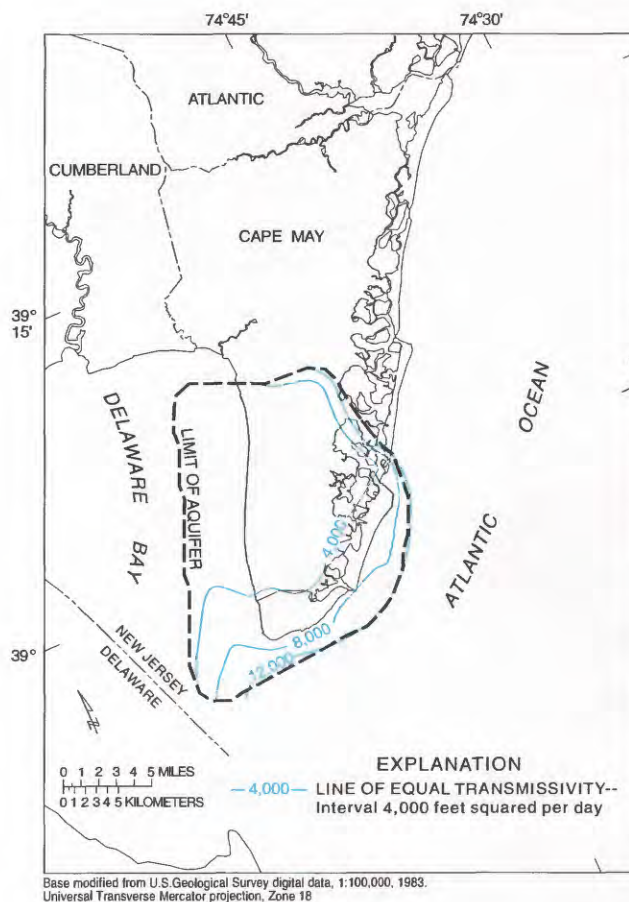 74°45' 74°30'
ATLANTIC
CUMBERLAND
CAPE MAY
39°
15'
OCEAN
DELAWARE BAY
LIMIT OF AQUIFER
4,000
ATLANTIC
8,000
12,000
39°
NEW JERSEY
DELAWARE
N
0 1 2 3 4 5 MILES
0 1 2 3 4 5 KILOMETERS
EXPLANATION
4,000 LINE OF EQUAL TRANSMISSIVITY--
Interval 4,000 feet squared per day
Base modified from U.S.Geological Survey digital data, 1:100,000, 1983.
Universal Transverse Mercator projection, Zone 18